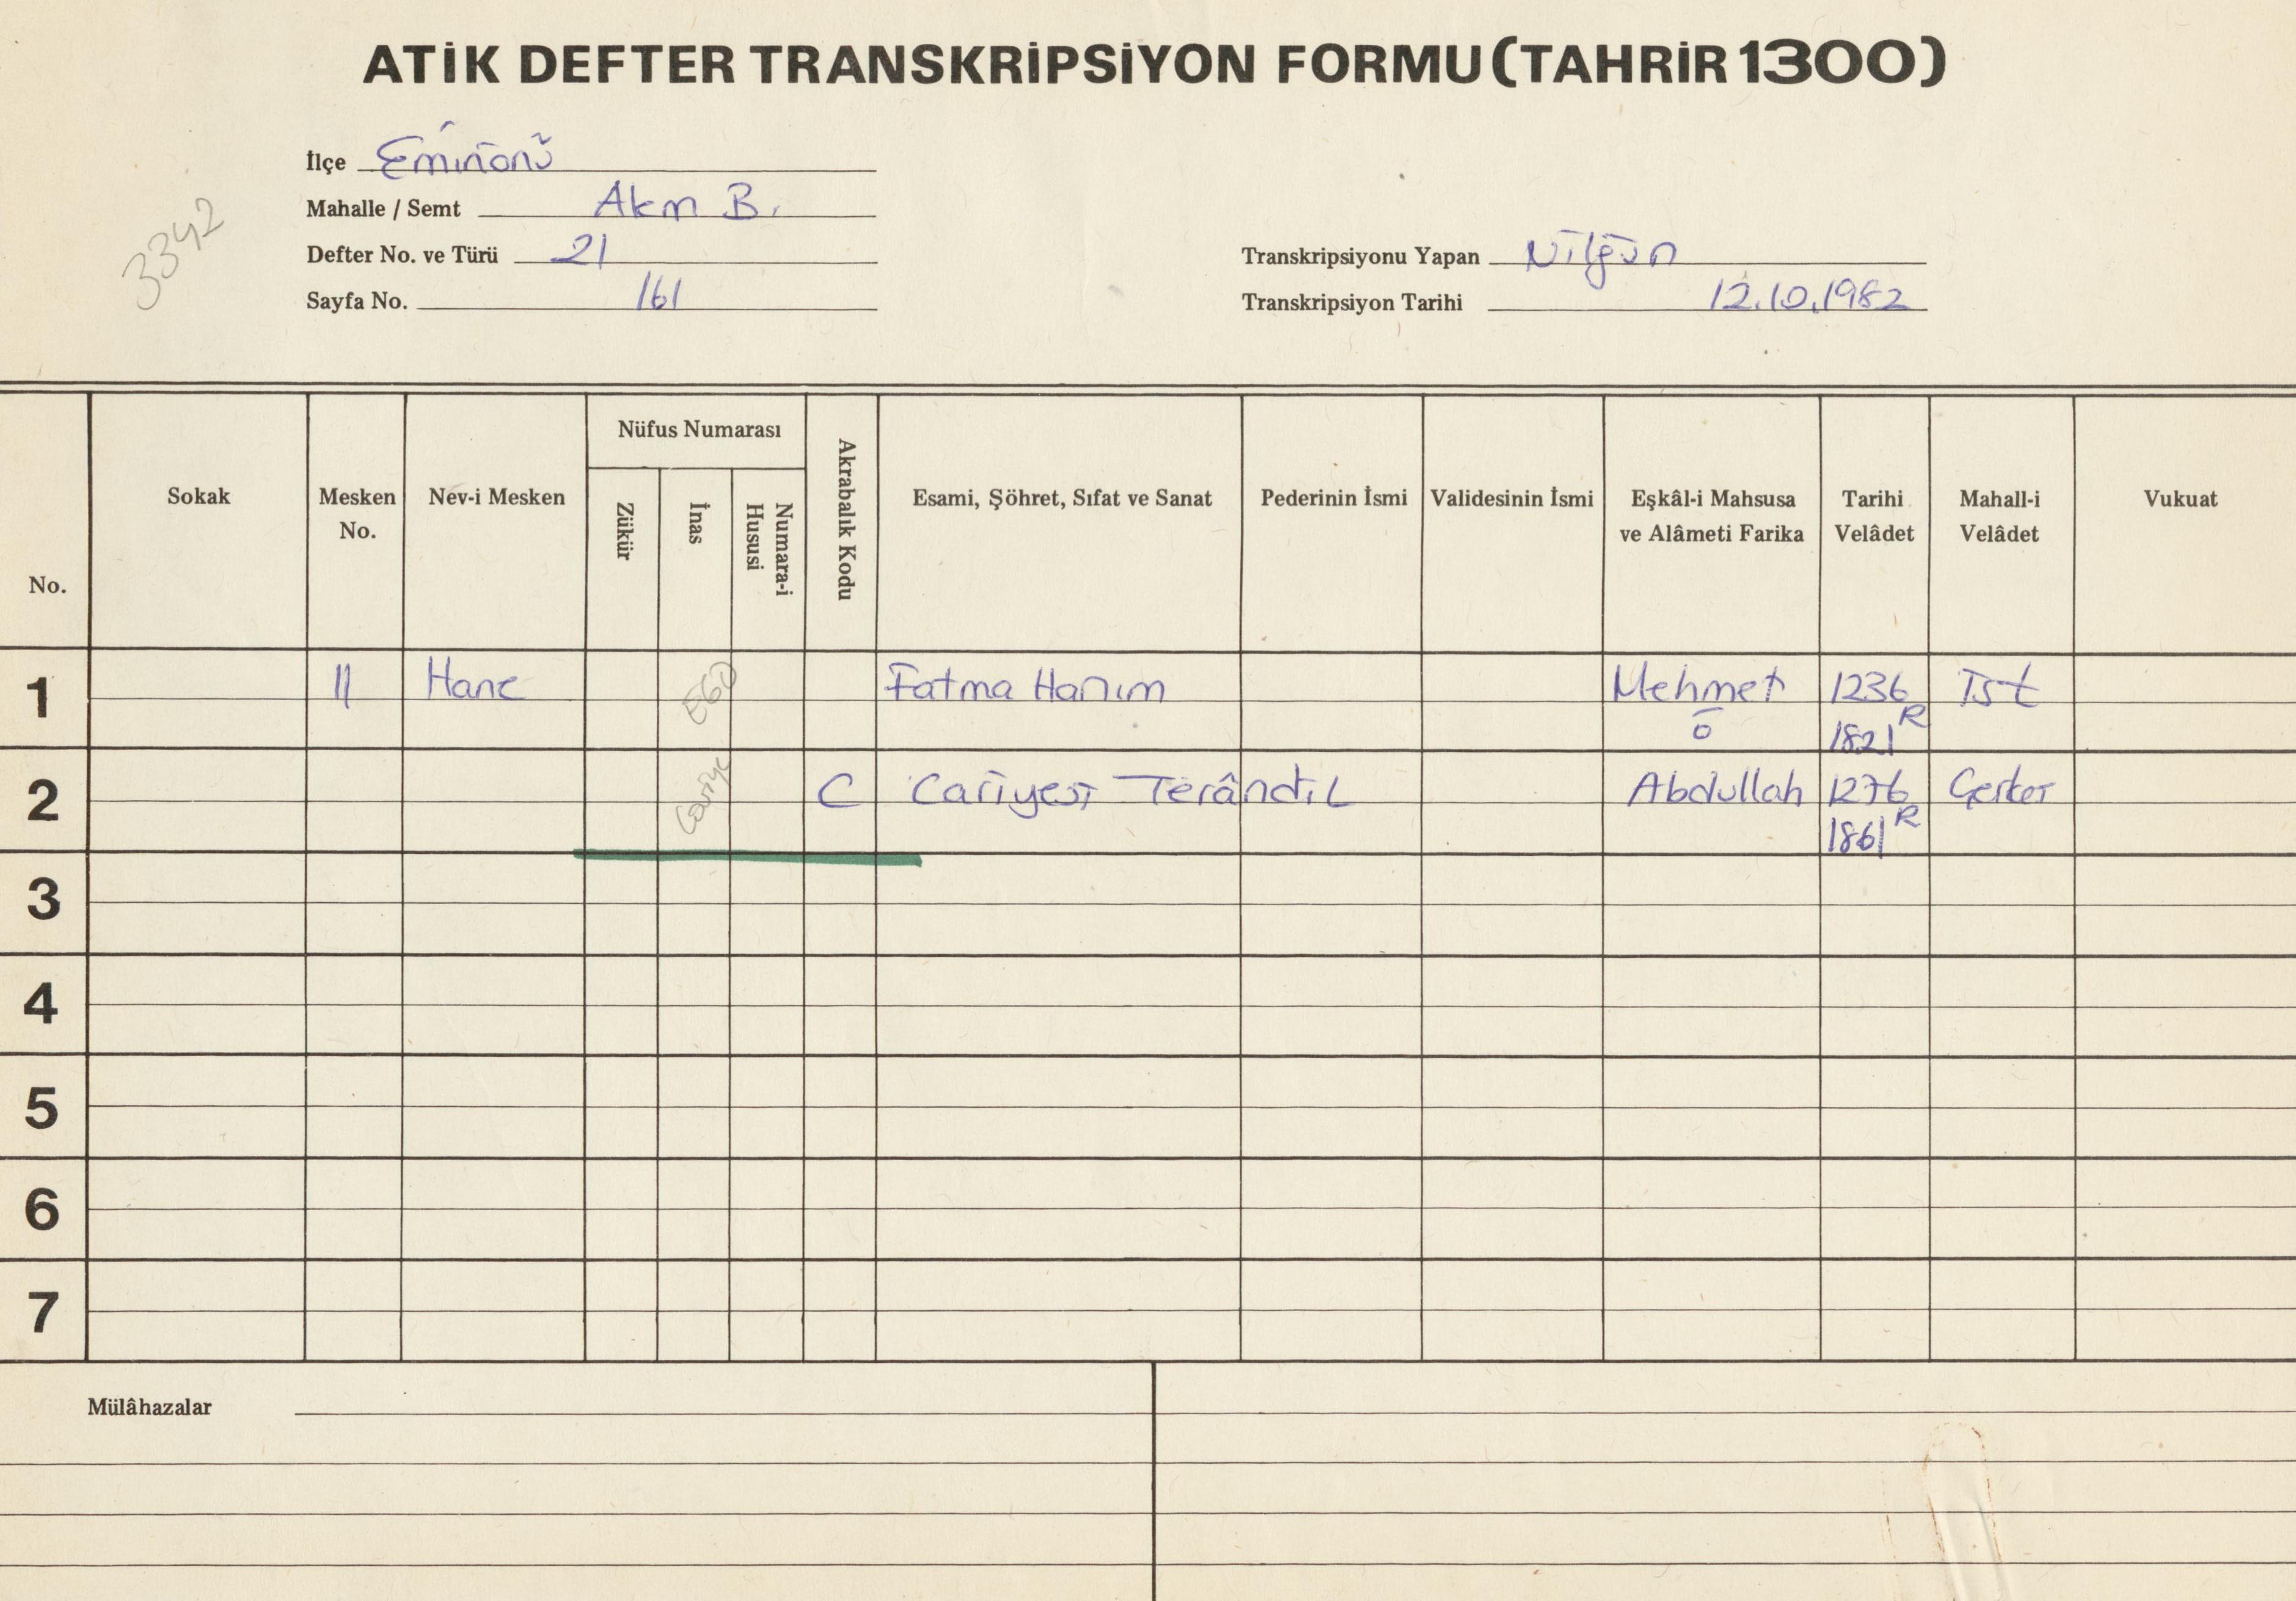 ATİK DEFTER TRANSKRİPSİYON FORMU (TAHRİR 1300)
3342
İlçe Eminönü
Mahalle / Semt Akm B.
Defter No. ve Türü 21
Sayfa No. 161
Transkripsiyonu Yapan Nilgün
Transkripsiyon Tarihi 12.10.1982
No. Sokak Mesken No. Nev-i Mesken Nüfus Numarası Zükûr İnas Numara-i Hususi Akrabalık Kodu Esami, Şöhret, Sıfat ve Sanat Pederinin İsmi Validesinin İsmi Eşkâl-i Mahsusa ve Alâmeti Farika Tarihi Velâdet Mahall-i Velâdet Vukuat
1 11 Hane Fatma Hanım Mehmet 1236 R İst
ö 1821
2 Cariye C Cariyesi Terândil Abdullah 1276 R Çerkes
1861
3
4
5
6
7
Mülâhazalar